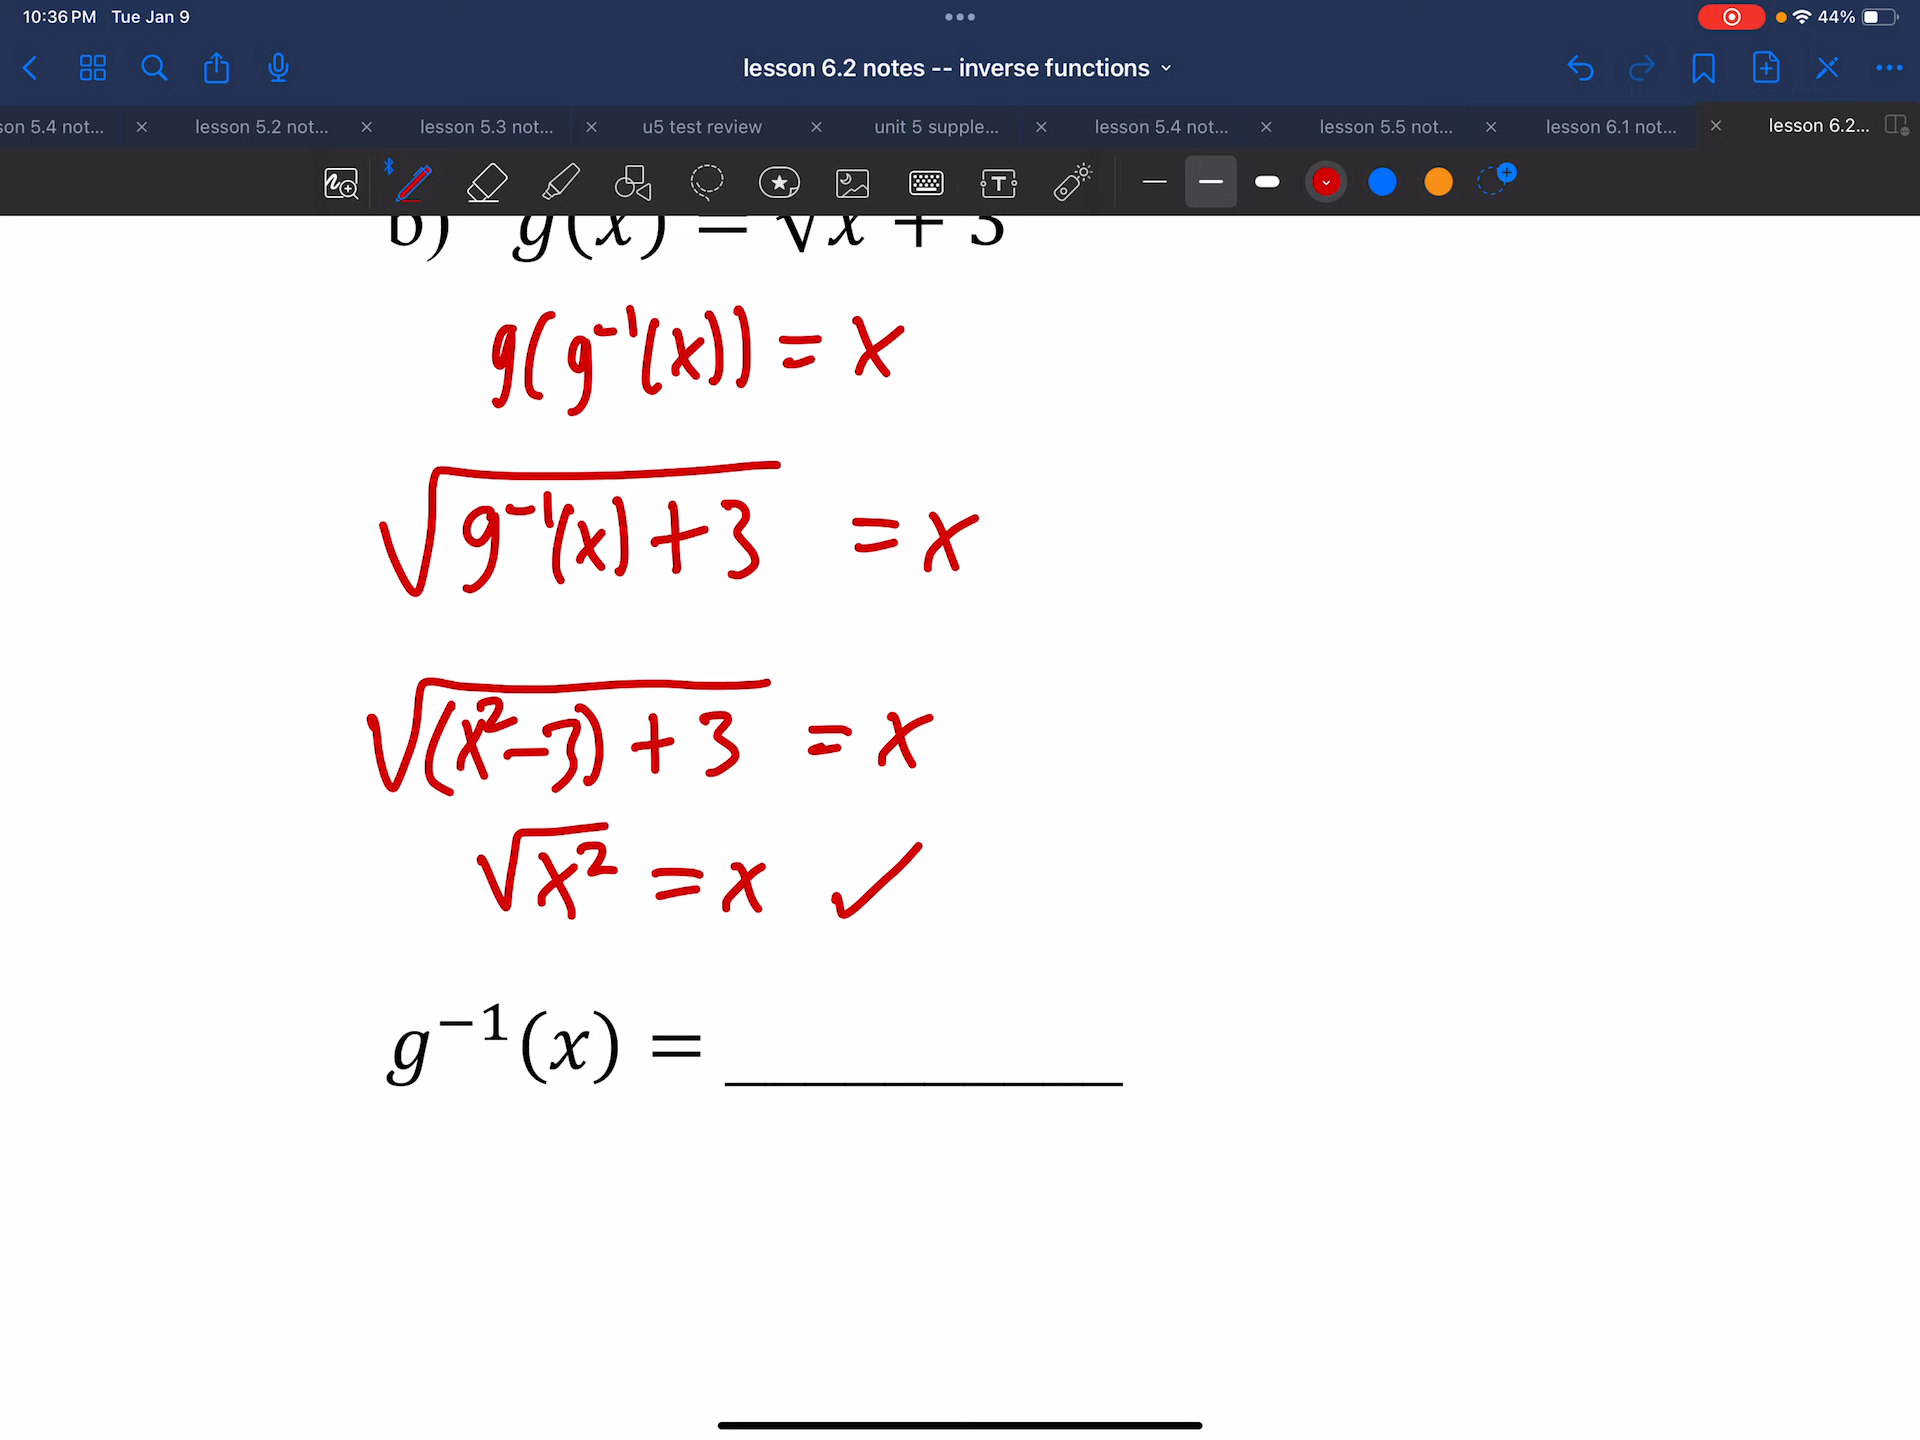 10:36 PM Tue Jan 9
44%
lesson 6.2 notes -- inverse functions
son 5.4 not... lesson 5.2 not... lesson 5.3 not... u5 test review unit 5 supple... lesson 5.4 not... lesson 5.5 not... lesson 6.1 not... lesson 6.2...
b) g(x) = √x + 3
g(g⁻¹(x)) = x
√(g⁻¹(x) + 3) = x
√((x²-3) + 3) = x
√x² = x ✓
g⁻¹(x) = __________